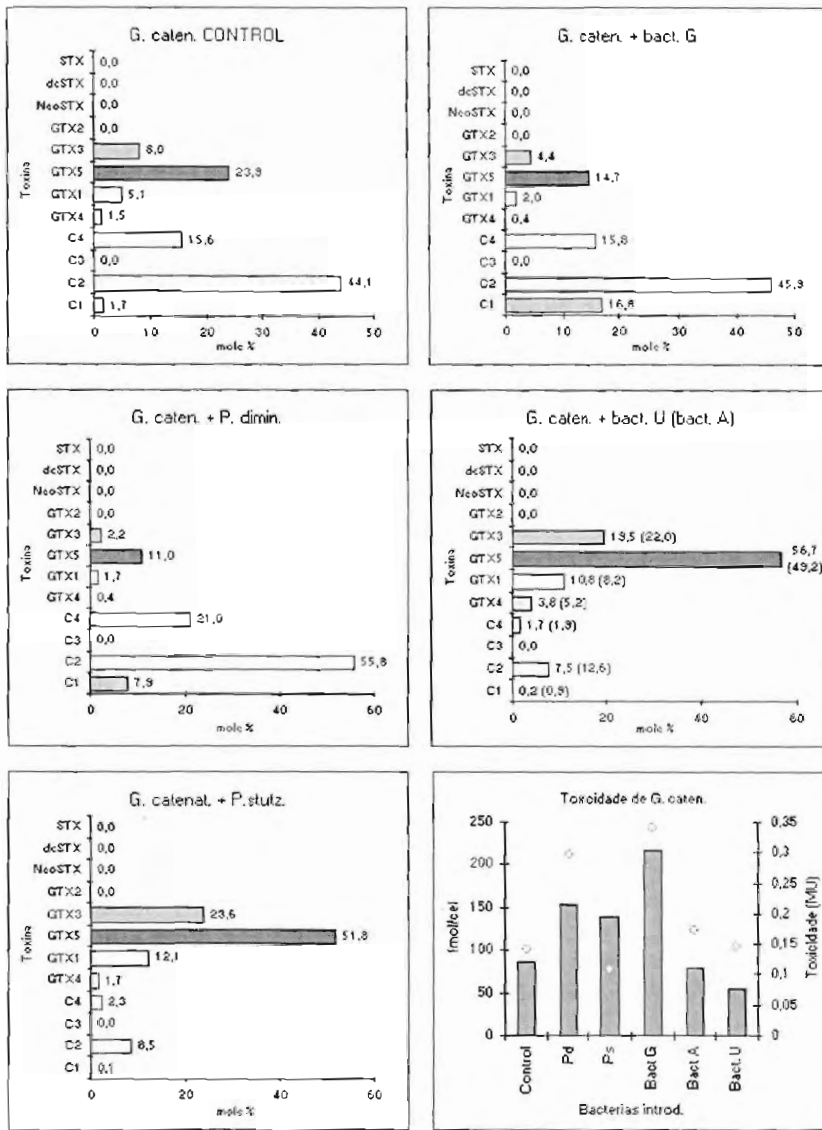 G. caten. CONTROL
Toxina
STX 0,0
dcSTX 0,0
NeoSTX 0,0
GTX2 0,0
GTX3 8,0
GTX5 23,9
GTX1 5,1
GTX4 1,5
C4 15,6
C3 0,0
C2 44,1
C1 1,7
0 10 20 30 40 50
mole %
G. caten. + bact. G
Toxina
STX 0,0
dcSTX 0,0
NeoSTX 0,0
GTX2 0,0
GTX3 4,4
GTX5 14,7
GTX1 2,0
GTX4 0,4
C4 15,8
C3 0,0
C2 45,9
C1 16,8
0 10 20 30 40 50
mole %
G. caten. + P. dimin.
Toxina
STX 0,0
dcSTX 0,0
NeoSTX 0,0
GTX2 0,0
GTX3 2,2
GTX5 11,0
GTX1 1,7
GTX4 0,4
C4 21,0
C3 0,0
C2 55,8
C1 7,9
0 20 40 60
mole %
G. caten. + bact. U (bact. A)
Toxina
STX 0,0
dcSTX 0,0
NeoSTX 0,0
GTX2 0,0
GTX3 19,5 (22,0)
GTX5 56,7 (49,2)
GTX1 10,8 (8,2)
GTX4 3,8 (5,2)
C4 1,7 (1,9)
C3 0,0
C2 7,5 (12,6)
C1 0,2 (0,9)
0 20 40 60
mole %
G. catenat. + P.stutz.
Toxina
STX 0,0
dcSTX 0,0
NeoSTX 0,0
GTX2 0,0
GTX3 23,6
GTX5 51,8
GTX1 12,1
GTX4 1,7
C4 2,3
C3 0,0
C2 8,5
C1 0,1
0 20 40 60
mole %
Toxicidade de G. caten.
fmol/cel
250
200
150
100
50
0
0,35
0,3
0,25
0,2
0,15
0,1
0,05
0
Toxicidade (MU)
Control Pd Ps Bact G Bact A Bact. U
Bacterias introd.